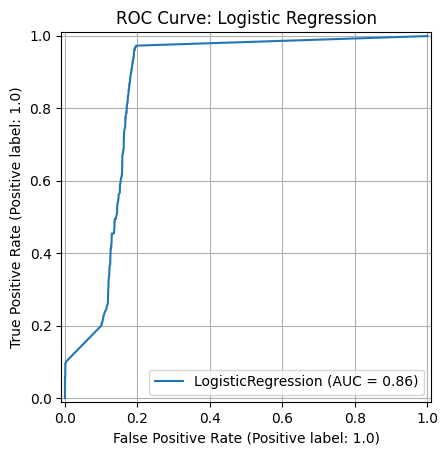 ROC Curve: Logistic Regression
True Positive Rate (Positive label: 1.0)
1.0
0.8
0.6
0.4
0.2
0.0
LogisticRegression (AUC = 0.86)
0.0 0.2 0.4 0.6 0.8 1.0
False Positive Rate (Positive label: 1.0)